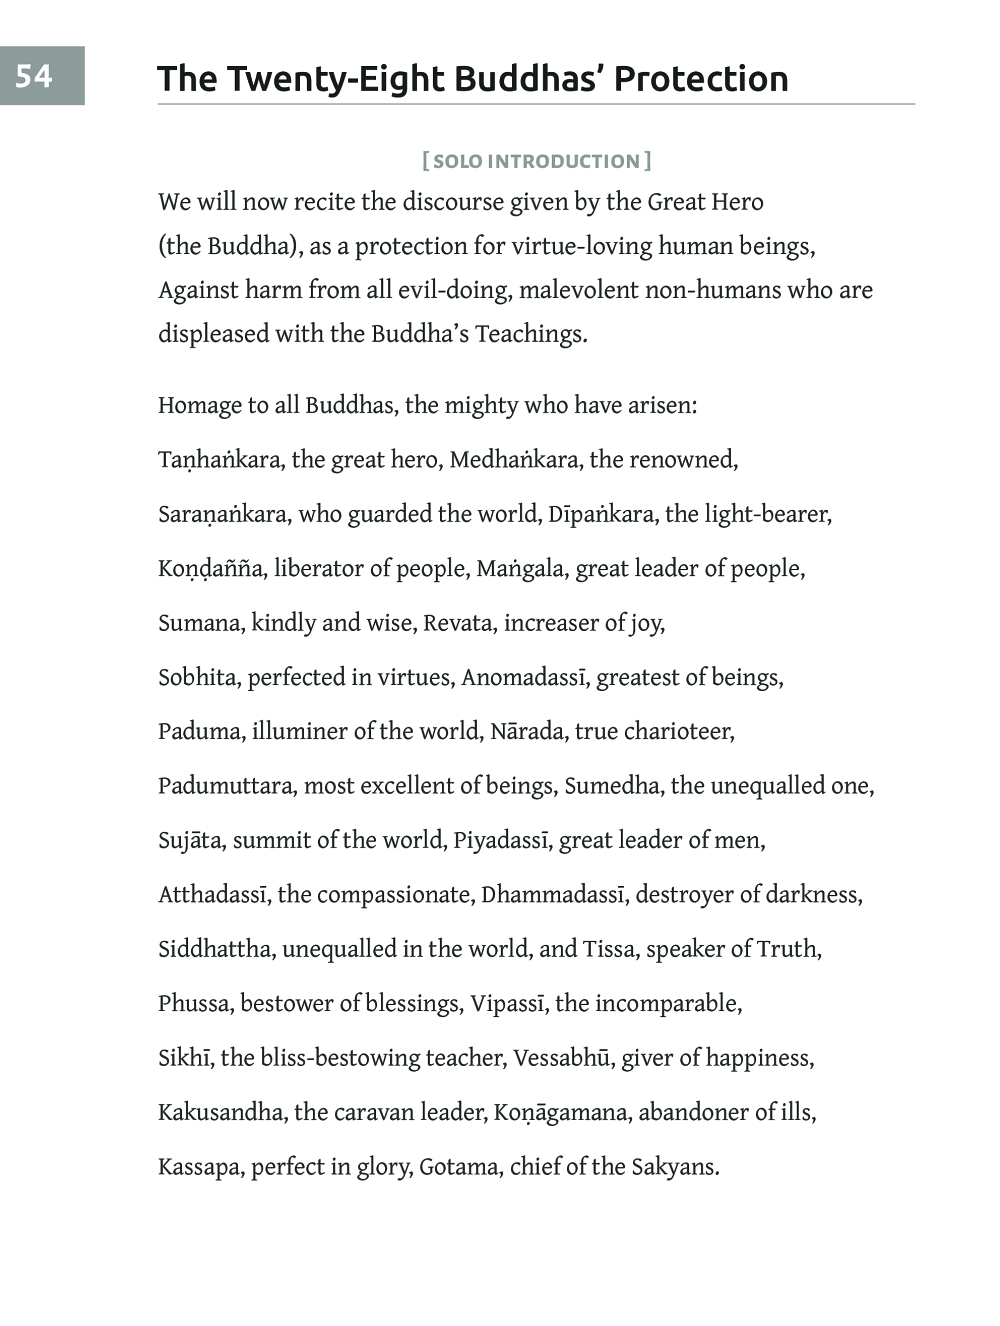 54
The Twenty-Eight Buddhas’ Protection
[ SOLO INTRODUCTION ]
We will now recite the discourse given by the Great Hero
(the Buddha), as a protection for virtue-loving human beings,
Against harm from all evil-doing, malevolent non-humans who are
displeased with the Buddha’s Teachings.
Homage to all Buddhas, the mighty who have arisen:
Taṇhaṅkara, the great hero, Medhaṅkara, the renowned,
Saraṇaṅkara, who guarded the world, Dīpaṅkara, the light-bearer,
Koṇḍañña, liberator of people, Maṅgala, great leader of people,
Sumana, kindly and wise, Revata, increaser of joy,
Sobhita, perfected in virtues, Anomadassī, greatest of beings,
Paduma, illuminer of the world, Nārada, true charioteer,
Padumuttara, most excellent of beings, Sumedha, the unequalled one,
Sujāta, summit of the world, Piyadassī, great leader of men,
Atthadassī, the compassionate, Dhammadassī, destroyer of darkness,
Siddhattha, unequalled in the world, and Tissa, speaker of Truth,
Phussa, bestower of blessings, Vipassī, the incomparable,
Sikhī, the bliss-bestowing teacher, Vessabhū, giver of happiness,
Kakusandha, the caravan leader, Koṇāgamana, abandoner of ills,
Kassapa, perfect in glory, Gotama, chief of the Sakyans.